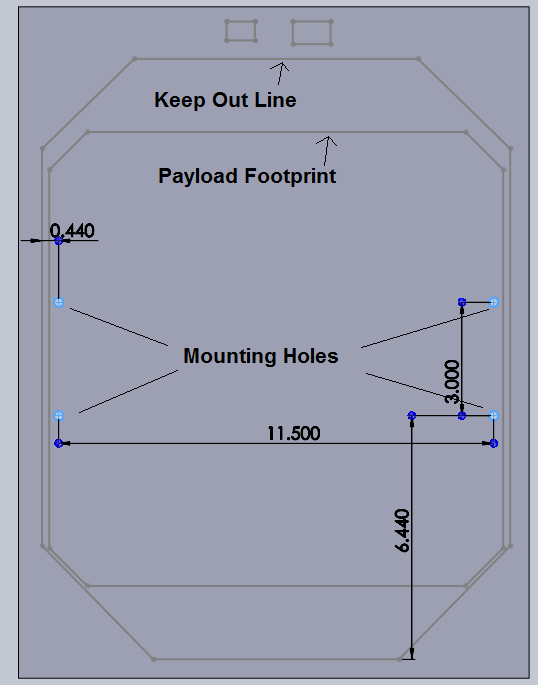 Keep Out Line
Payload Footprint
0.440
Mounting Holes
3.000
11.500
6.440